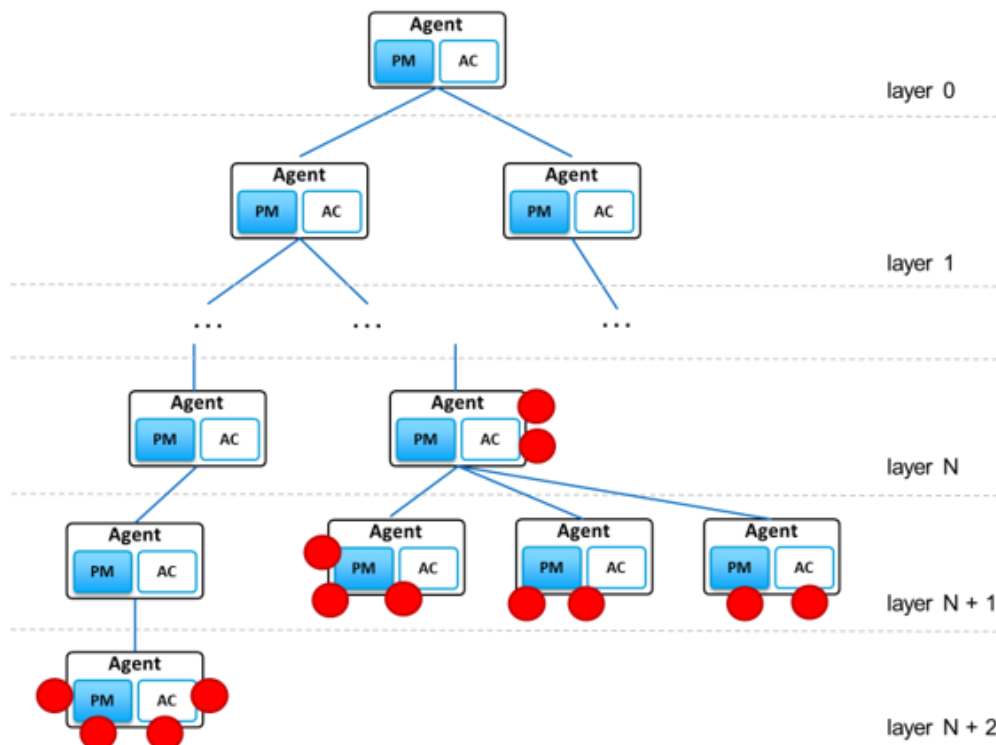 Agent
PM AC
layer 0
Agent Agent
PM AC PM AC
layer 1
... ... ...
Agent Agent
PM AC PM AC
layer N
Agent Agent Agent Agent
PM AC PM AC PM AC PM AC
layer N + 1
Agent
PM AC
layer N + 2